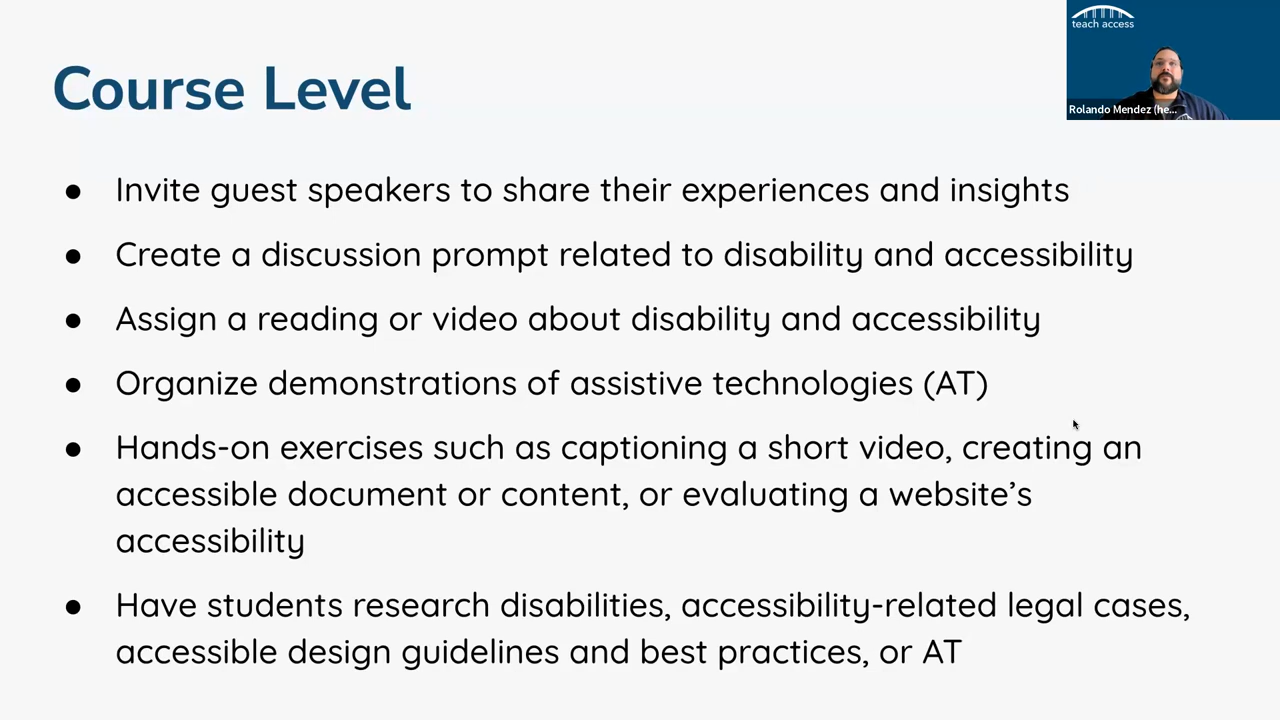 teach access
Rolando Mendez (he...
Course Level
● Invite guest speakers to share their experiences and insights
● Create a discussion prompt related to disability and accessibility
● Assign a reading or video about disability and accessibility
● Organize demonstrations of assistive technologies (AT)
● Hands-on exercises such as captioning a short video, creating an
accessible document or content, or evaluating a website’s
accessibility
● Have students research disabilities, accessibility-related legal cases,
accessible design guidelines and best practices, or AT